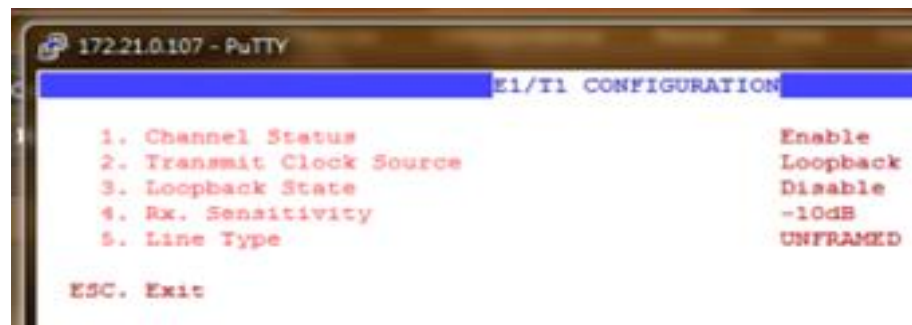 172.21.0.107 - PuTTY
E1/T1 CONFIGURATION
1. Channel Status Enable
2. Transmit Clock Source Loopback
3. Loopback State Disable
4. Rx. Sensitivity -10dB
5. Line Type UNFRAMED
ESC. Exit